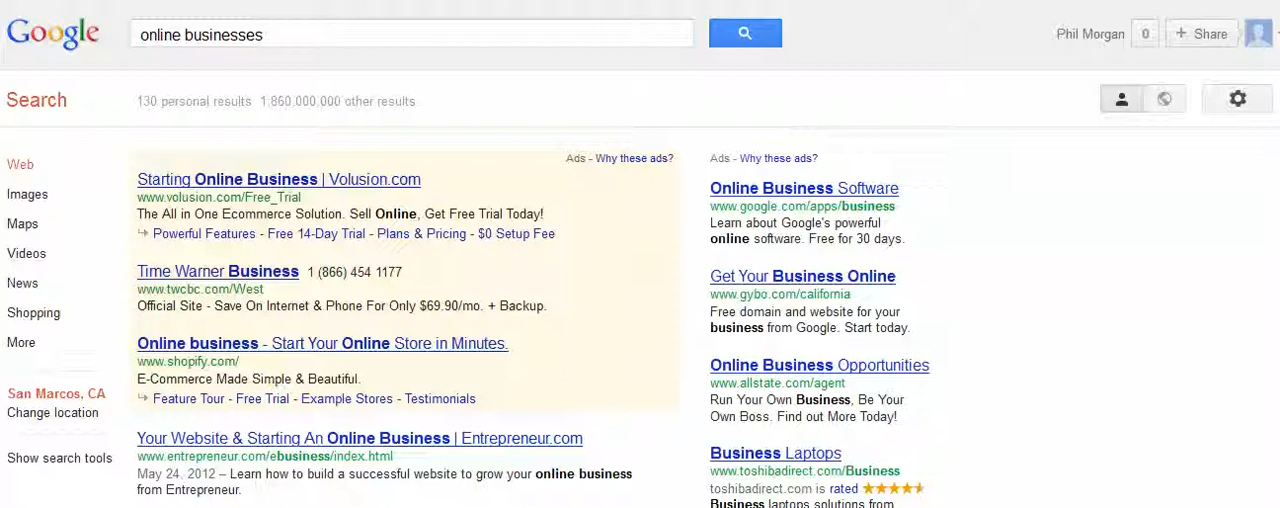 Google
online businesses
Phil Morgan 0 + Share
Search
130 personal results 1,860,000,000 other results
Web
Images
Maps
Videos
News
Shopping
More
San Marcos, CA
Change location
Show search tools
Ads - Why these ads?
Starting Online Business | Volusion.com
www.volusion.com/Free_Trial
The All in One Ecommerce Solution. Sell Online, Get Free Trial Today!
Powerful Features - Free 14-Day Trial - Plans & Pricing - $0 Setup Fee
Time Warner Business 1 (866) 454 1177
www.twcbc.com/West
Official Site - Save On Internet & Phone For Only $69.90/mo. + Backup.
Online business - Start Your Online Store in Minutes.
www.shopify.com/
E-Commerce Made Simple & Beautiful.
Feature Tour - Free Trial - Example Stores - Testimonials
Your Website & Starting An Online Business | Entrepreneur.com
www.entrepreneur.com/ebusiness/index.html
May 24, 2012 – Learn how to build a successful website to grow your online business
from Entrepreneur.
Ads - Why these ads?
Online Business Software
www.google.com/apps/business
Learn about Google's powerful
online software. Free for 30 days.
Get Your Business Online
www.gybo.com/california
Free domain and website for your
business from Google. Start today.
Online Business Opportunities
www.allstate.com/agent
Run Your Own Business, Be Your
Own Boss. Find out More Today!
Business Laptops
www.toshibadirect.com/Business
toshibadirect.com is rated
Business laptops solutions from